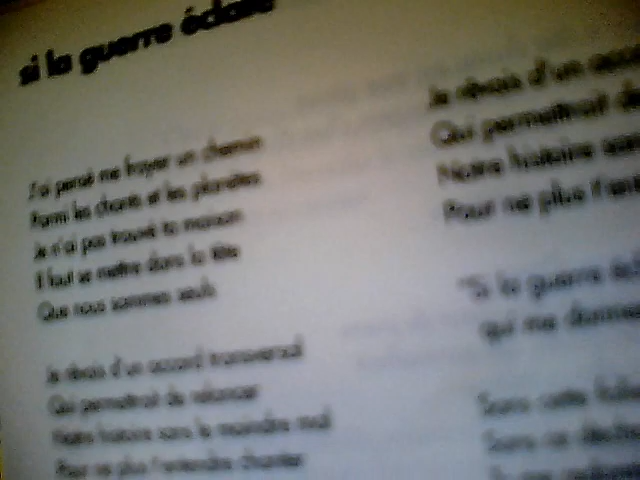 si la guerre éclate
J'ai pensé me frayer un chemin
Parmi les chants et les planètes
Je n'ai pas trouvé ta maison
Il faut se mettre dans la tête
Que nous sommes seuls
Je rêvais d'un accord transversal
Qui permettrait de relancer
Notre histoire sans le moindre mal
Pour ne plus t'entendre chanter
Je rêvais d'un
Qui permettrait
Notre histoire
Pour ne plus
"Si la guerre
qui me
Sans cette
Sans ce